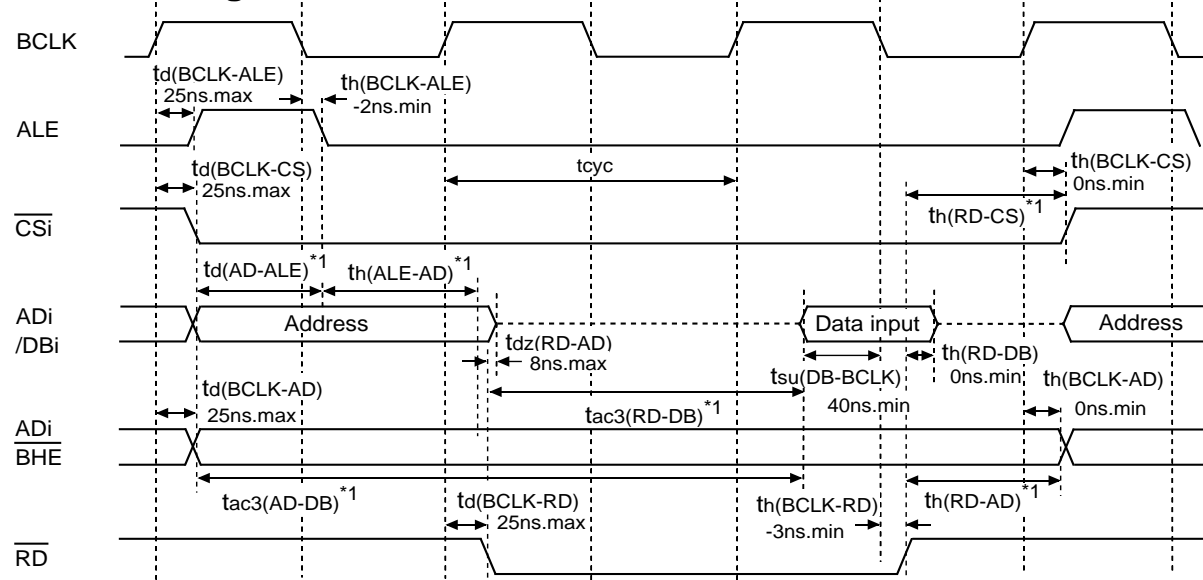 BCLK
td(BCLK-ALE)
25ns.max
th(BCLK-ALE)
-2ns.min
ALE
td(BCLK-CS)
25ns.max
tcyc
th(BCLK-CS)
0ns.min
th(RD-CS)*1
CSi
td(AD-ALE)*1
th(ALE-AD)*1
ADi
/DBi
Address
Data input
Address
tdz(RD-AD)
8ns.max
tsu(DB-BCLK)
40ns.min
th(RD-DB)
0ns.min
th(BCLK-AD)
0ns.min
td(BCLK-AD)
25ns.max
tac3(RD-DB)*1
ADi
BHE
tac3(AD-DB)*1
td(BCLK-RD)
25ns.max
th(BCLK-RD)
-3ns.min
th(RD-AD)*1
RD